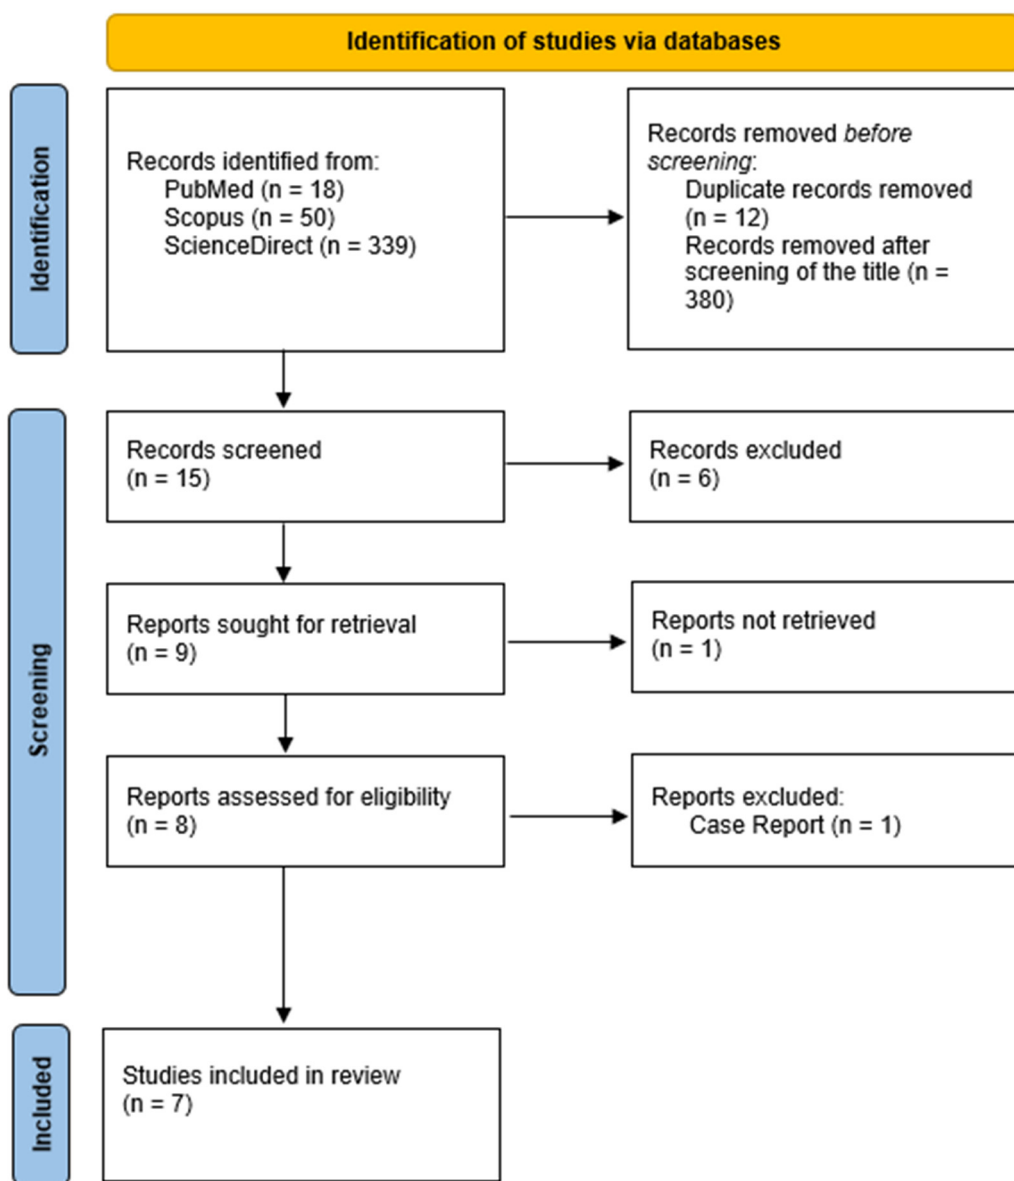 Identification of studies via databases
Identification
Records identified from:
PubMed (n = 18)
Scopus (n = 50)
ScienceDirect (n = 339)
Records removed before
screening:
Duplicate records removed
(n = 12)
Records removed after
screening of the title (n =
380)
Screening
Records screened
(n = 15)
Records excluded
(n = 6)
Reports sought for retrieval
(n = 9)
Reports not retrieved
(n = 1)
Reports assessed for eligibility
(n = 8)
Reports excluded:
Case Report (n = 1)
Included
Studies included in review
(n = 7)